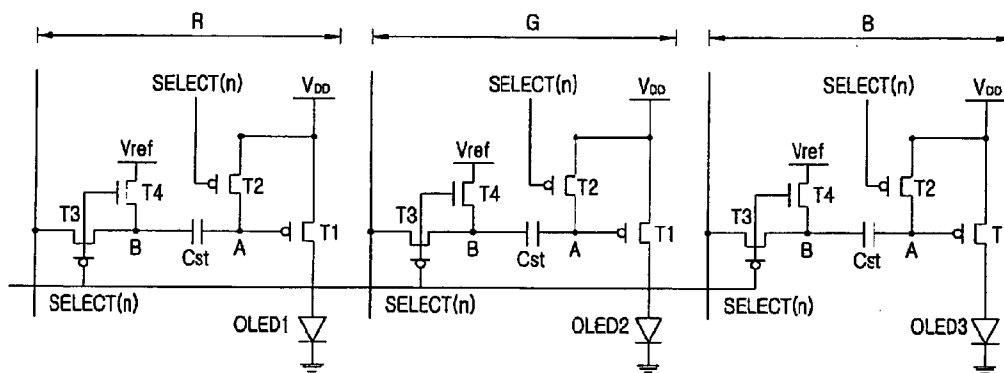 R
G
B
SELECT(n)
VDD
SELECT(n)
VDD
SELECT(n)
VDD
Vref
Vref
Vref
T4
T2
T4
T2
T4
T2
T3
T3
T3
B
Cst
A
T1
B
Cst
A
T1
B
Cst
A
T
SELECT(n)
SELECT(n)
SELECT(n)
OLED1
OLED2
OLED3